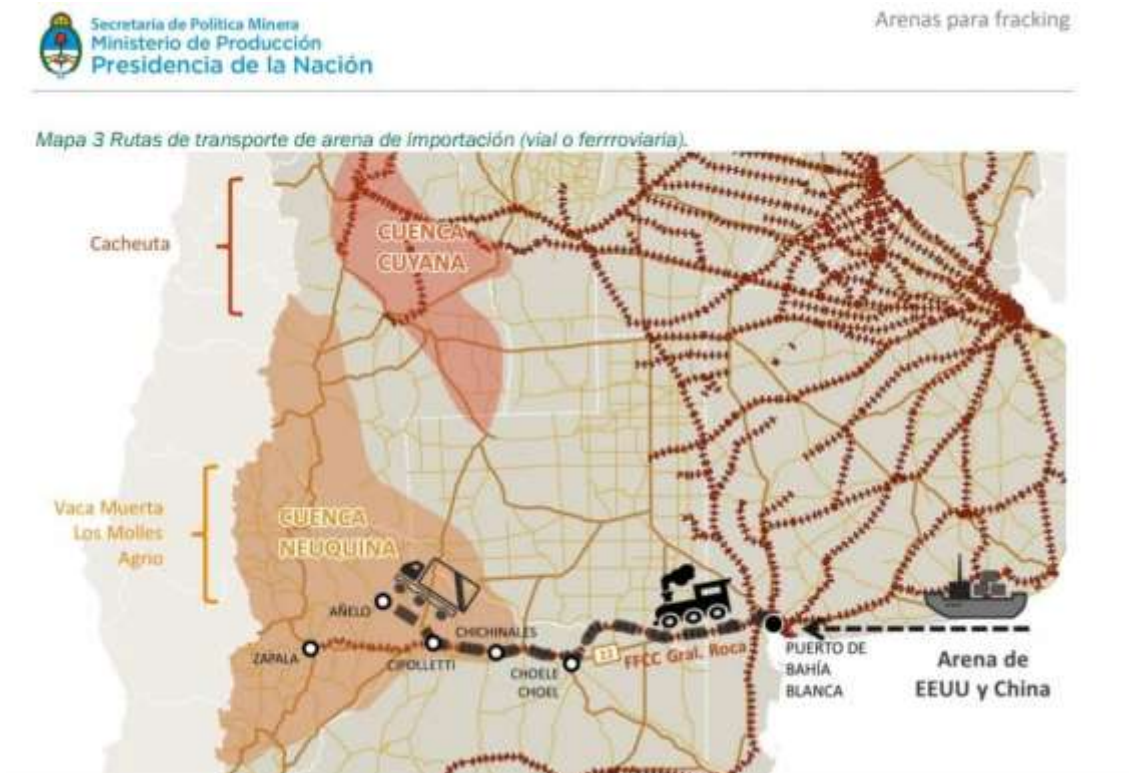 Secretaría de Política Minera
Ministerio de Producción
Presidencia de la Nación
Arenas para fracking
Mapa 3 Rutas de transporte de arena de importación (vial o ferrroviaria).
Cacheuta
CUENCA
CUYANA
Vaca Muerta
Los Molles
Agrio
CUENCA
NEUQUINA
AÑELO
ZAPALA
CIPOLLETTI
CHICHINALES
CHOELE
CHOEL
22
FFCC Gral. Roca
PUERTO DE
BAHÍA
BLANCA
Arena de
EEUU y China